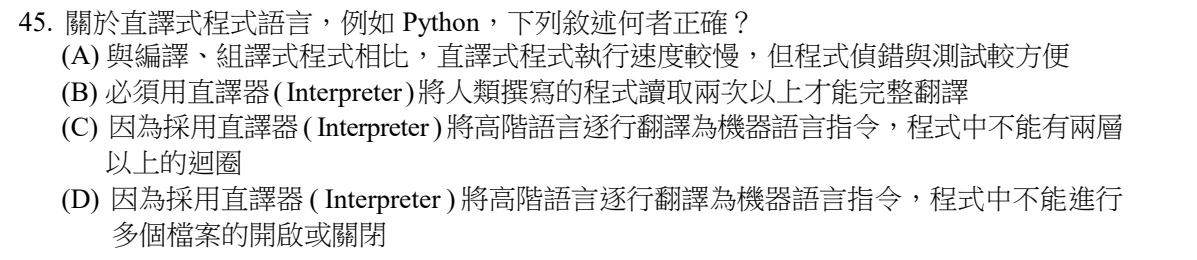 45. 關於直譯式程式語言，例如 Python，下列敘述何者正確？
(A) 與編譯、組譯式程式相比，直譯式程式執行速度較慢，但程式偵錯與測試較方便
(B) 必須用直譯器(Interpreter)將人類撰寫的程式讀取兩次以上才能完整翻譯
(C) 因為採用直譯器(Interpreter)將高階語言逐行翻譯為機器語言指令，程式中不能有兩層
以上的迴圈
(D) 因為採用直譯器(Interpreter)將高階語言逐行翻譯為機器語言指令，程式中不能進行
多個檔案的開啟或關閉